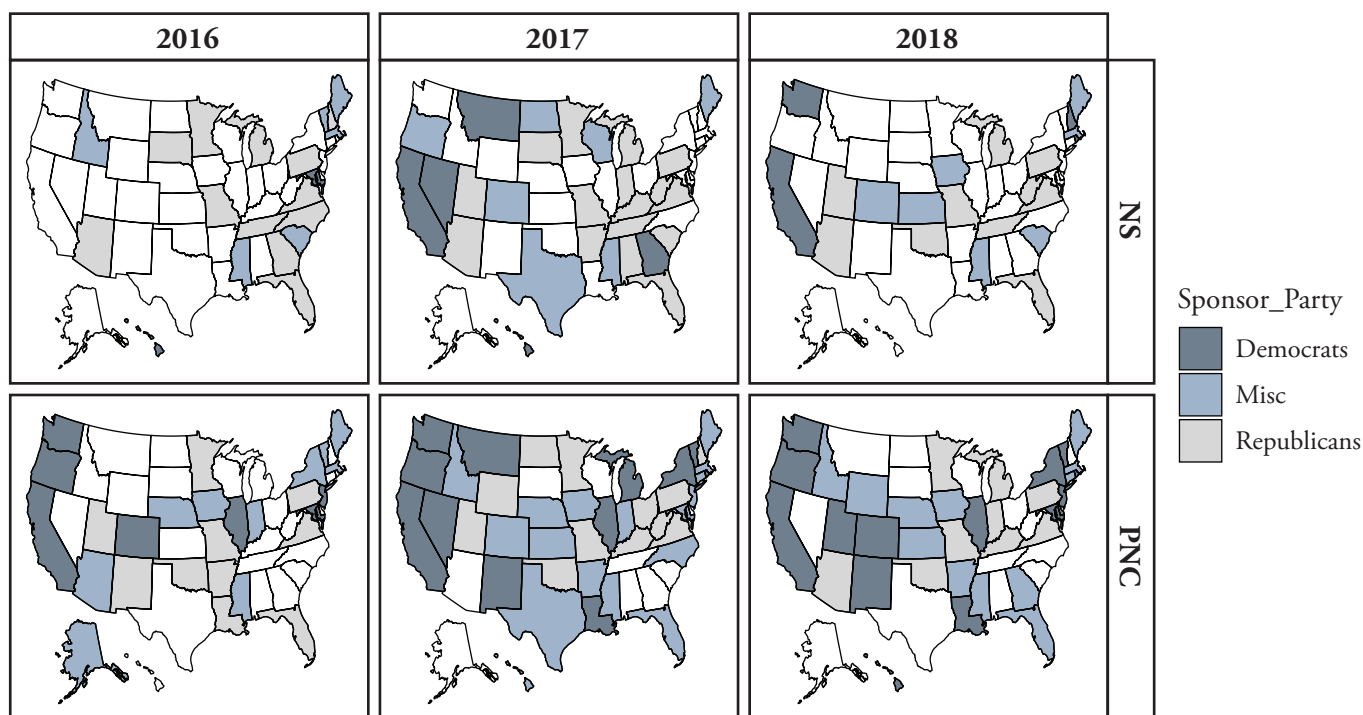 2016
2017
2018
NS
PNC
Sponsor_Party
Democrats
Misc
Republicans